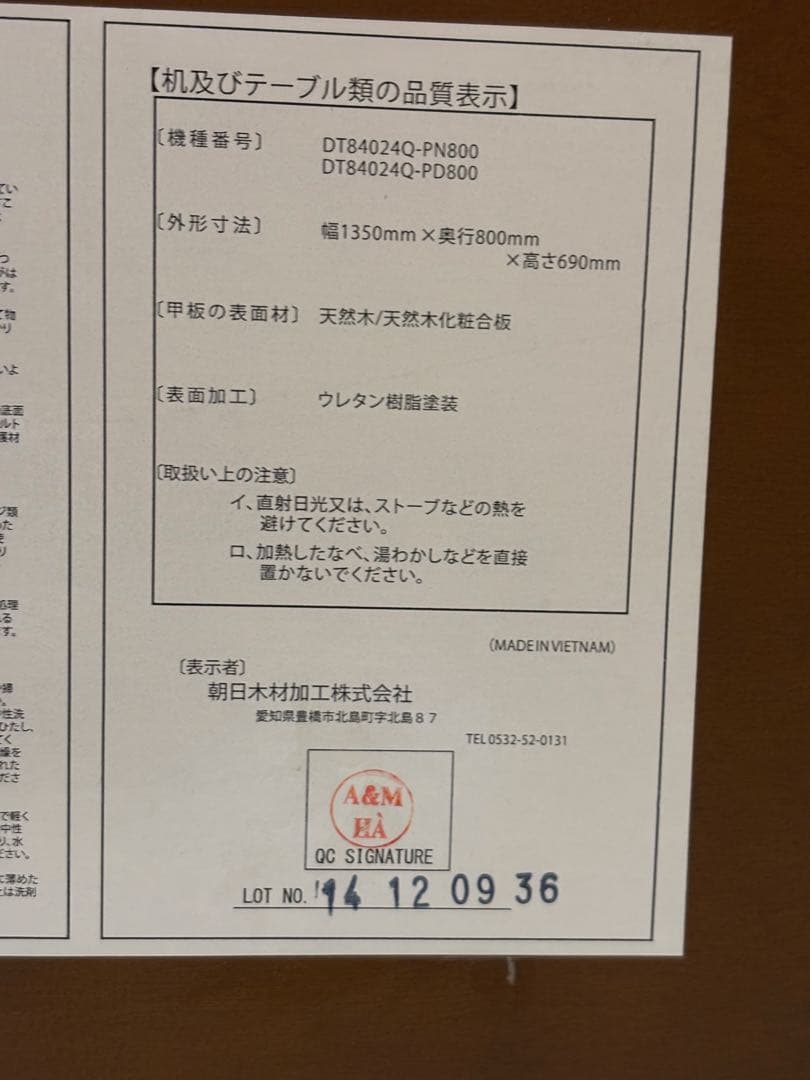 【机及びテーブル類の品質表示】
〔機種番号〕 DT84024Q-PN800
DT84024Q-PD800
〔外形寸法〕 幅1350mm×奥行800mm
×高さ690mm
〔甲板の表面材〕 天然木/天然木化粧合板
〔表面加工〕 ウレタン樹脂塗装
〔取扱い上の注意〕
イ、直射日光又は、ストーブなどの熱を
避けてください。
ロ、加熱したなべ、湯わかしなどを直接
置かないでください。
(MADE IN VIETNAM)
〔表示者〕
朝日木材加工株式会社
愛知県豊橋市北島町字北島87
TEL 0532-52-0131
A&M
HÀ
QC SIGNATURE
LOT NO. 14 12 09 36